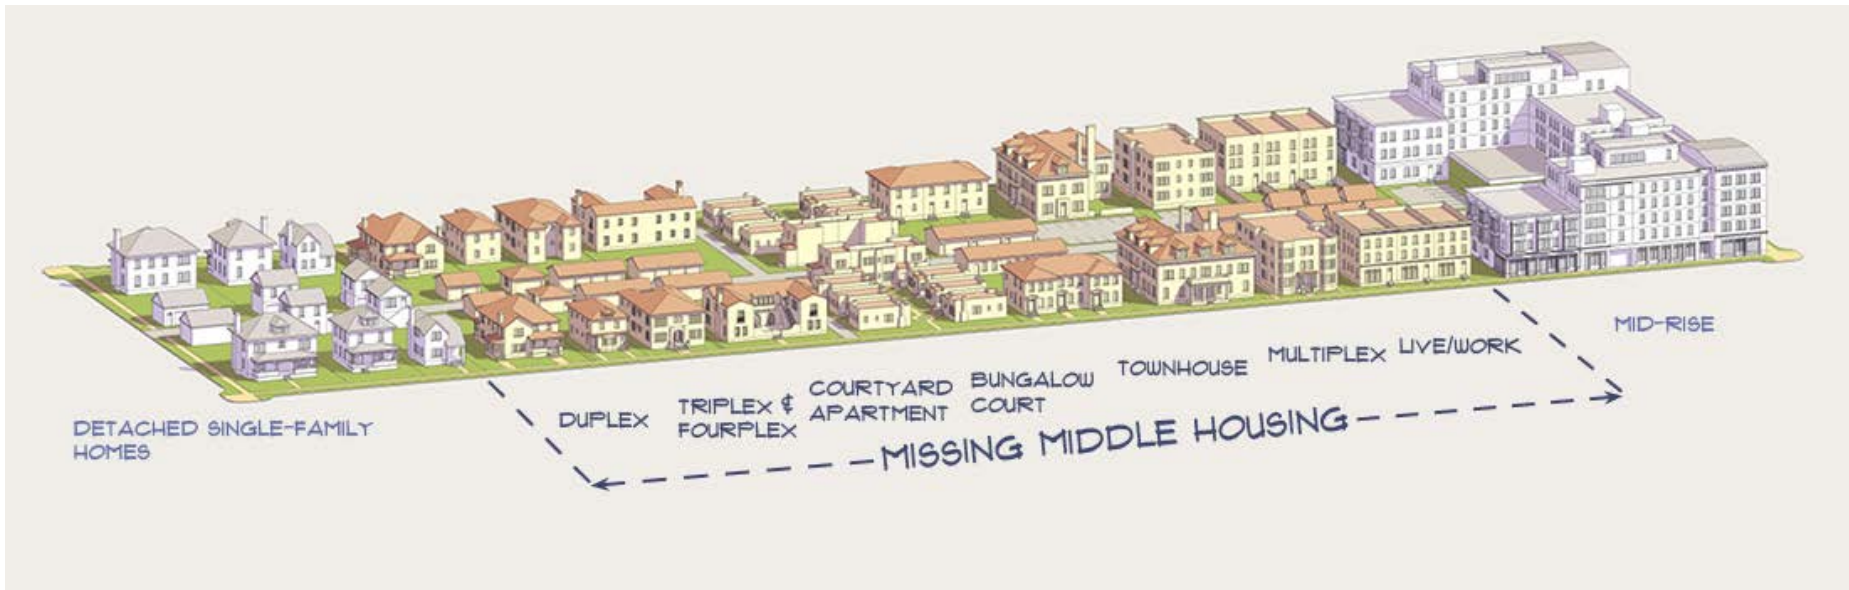 DETACHED SINGLE-FAMILY
HOMES
DUPLEX
TRIPLEX &
FOURPLEX
COURTYARD
APARTMENT
BUNGALOW
COURT
TOWNHOUSE
MULTIPLEX
LIVE/WORK
MID-RISE
MISSING MIDDLE HOUSING